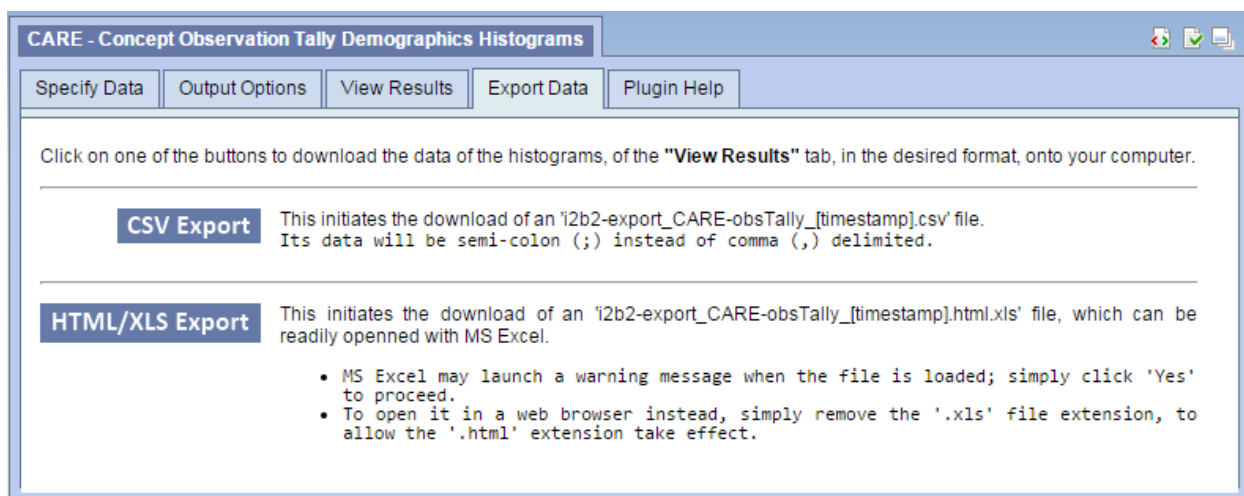 CARE - Concept Observation Tally Demographics Histograms
Specify Data Output Options View Results Export Data Plugin Help
Click on one of the buttons to download the data of the histograms, of the "View Results" tab, in the desired format, onto your computer.
CSV Export
This initiates the download of an 'i2b2-export_CARE-obsTally_[timestamp].csv' file.
Its data will be semi-colon (;) instead of comma (,) delimited.
HTML/XLS Export
This initiates the download of an 'i2b2-export_CARE-obsTally_[timestamp].html.xls' file, which can be
readily openned with MS Excel.
• MS Excel may launch a warning message when the file is loaded; simply click 'Yes'
to proceed.
• To open it in a web browser instead, simply remove the '.xls' file extension, to
allow the '.html' extension take effect.